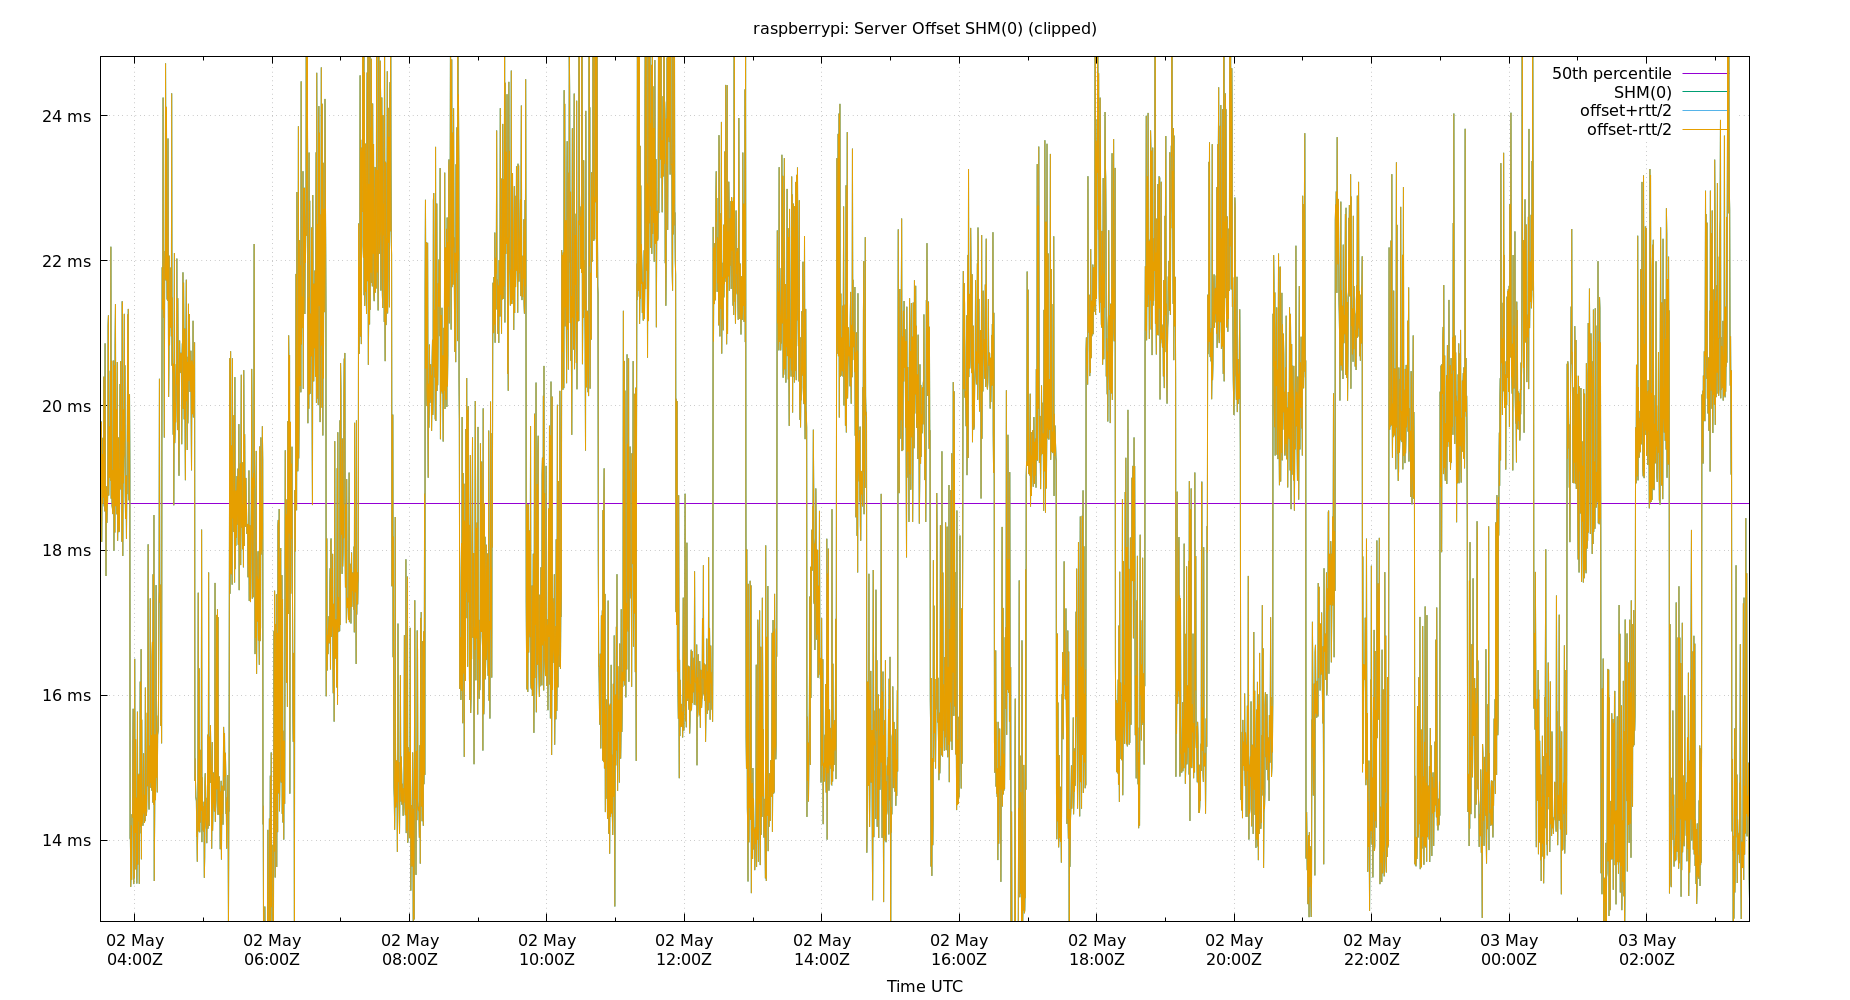 raspberrypi: Server Offset SHM(0) (clipped)
50th percentile
SHM(0)
offset+rtt/2
offset-rtt/2
24 ms
22 ms
20 ms
18 ms
16 ms
14 ms
02 May 02 May 02 May 02 May 02 May 02 May 02 May 02 May 02 May 02 May 03 May 03 May
04:00Z 06:00Z 08:00Z 10:00Z 12:00Z 14:00Z 16:00Z 18:00Z 20:00Z 22:00Z 00:00Z 02:00Z
Time UTC